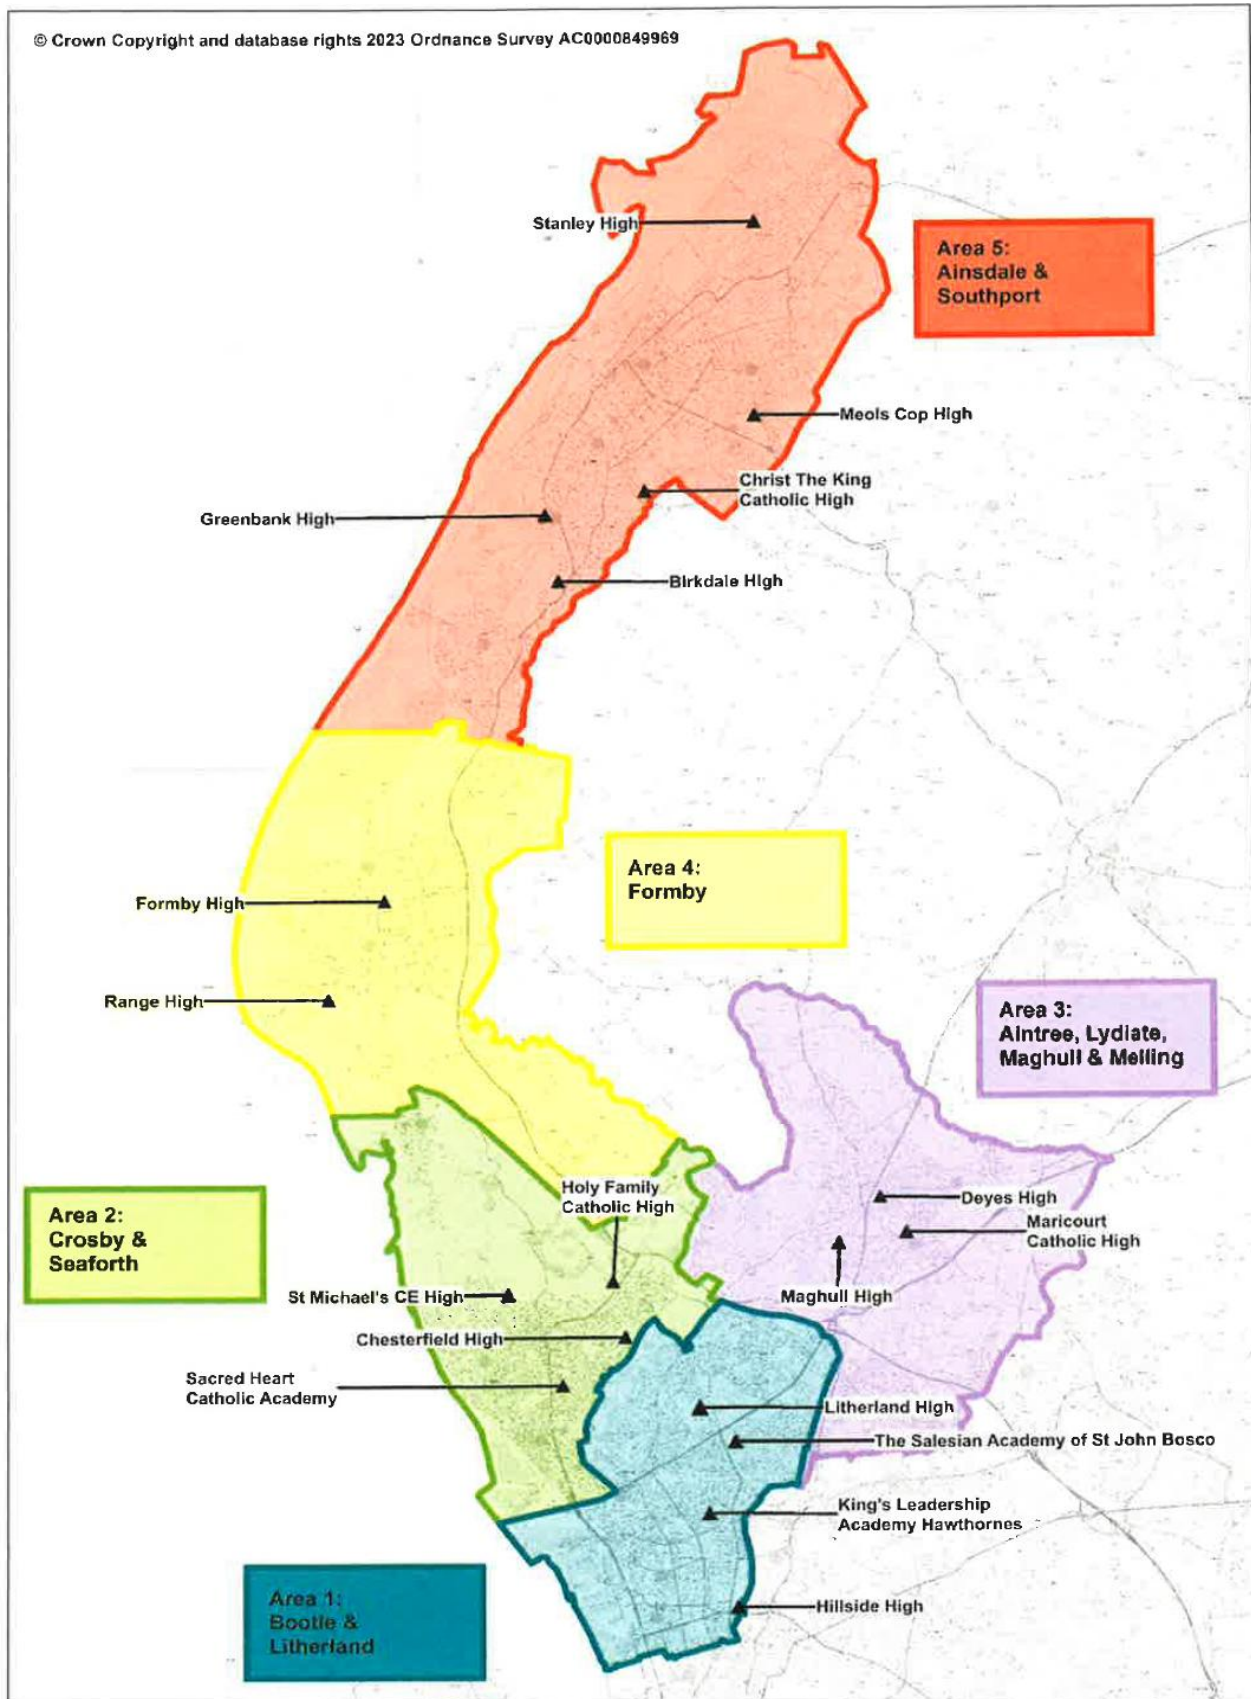 © Crown Copyright and database rights 2023 Ordnance Survey AC0000849969
Stanley High
Area 5:
Ainsdale &
Southport
Meols Cop High
Christ The King
Catholic High
Greenbank High
Birkdale High
Area 4:
Formby
Formby High
Range High
Area 3:
Aintree, Lydiate,
Maghull & Melling
Holy Family
Catholic High
Deyes High
Maricourt
Catholic High
Area 2:
Crosby &
Seaforth
St Michael's CE High
Maghull High
Chesterfield High
Sacred Heart
Catholic Academy
Litherland High
The Salesian Academy of St John Bosco
King's Leadership
Academy Hawthornes
Area 1:
Bootle &
Litherland
Hillside High